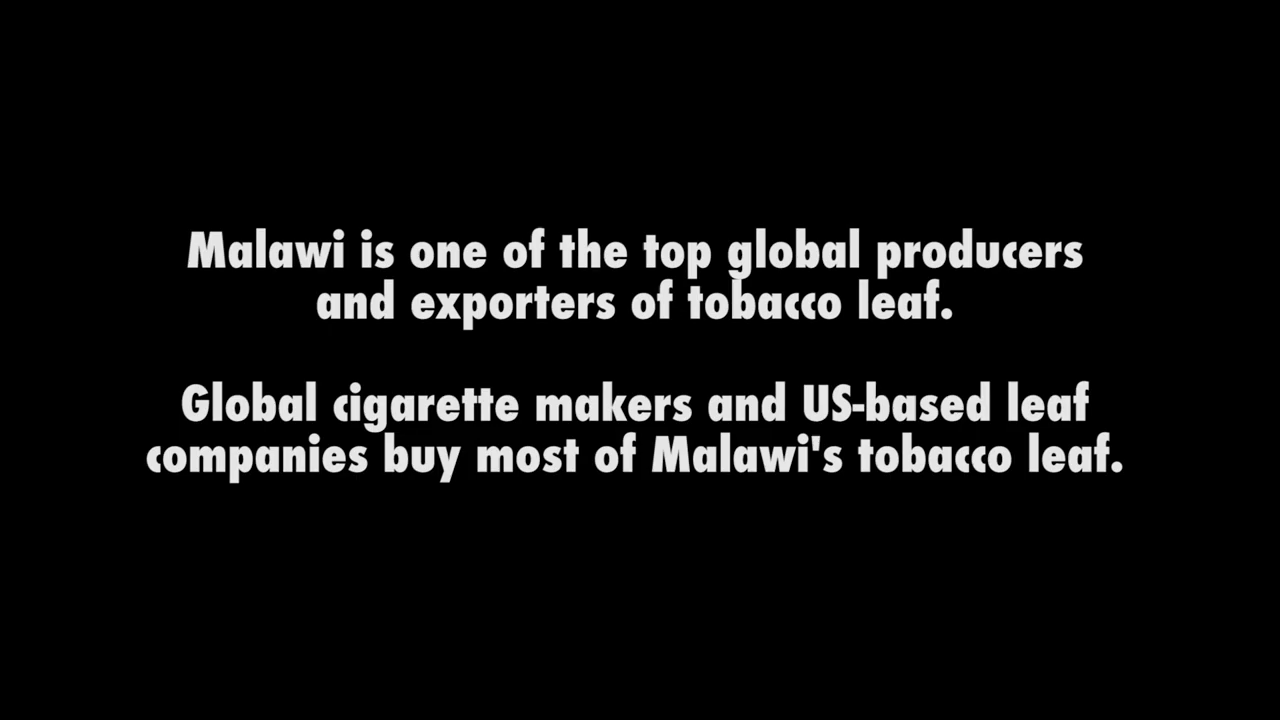 Malawi is one of the top global producers
and exporters of tobacco leaf.
Global cigarette makers and US-based leaf
companies buy most of Malawi's tobacco leaf.